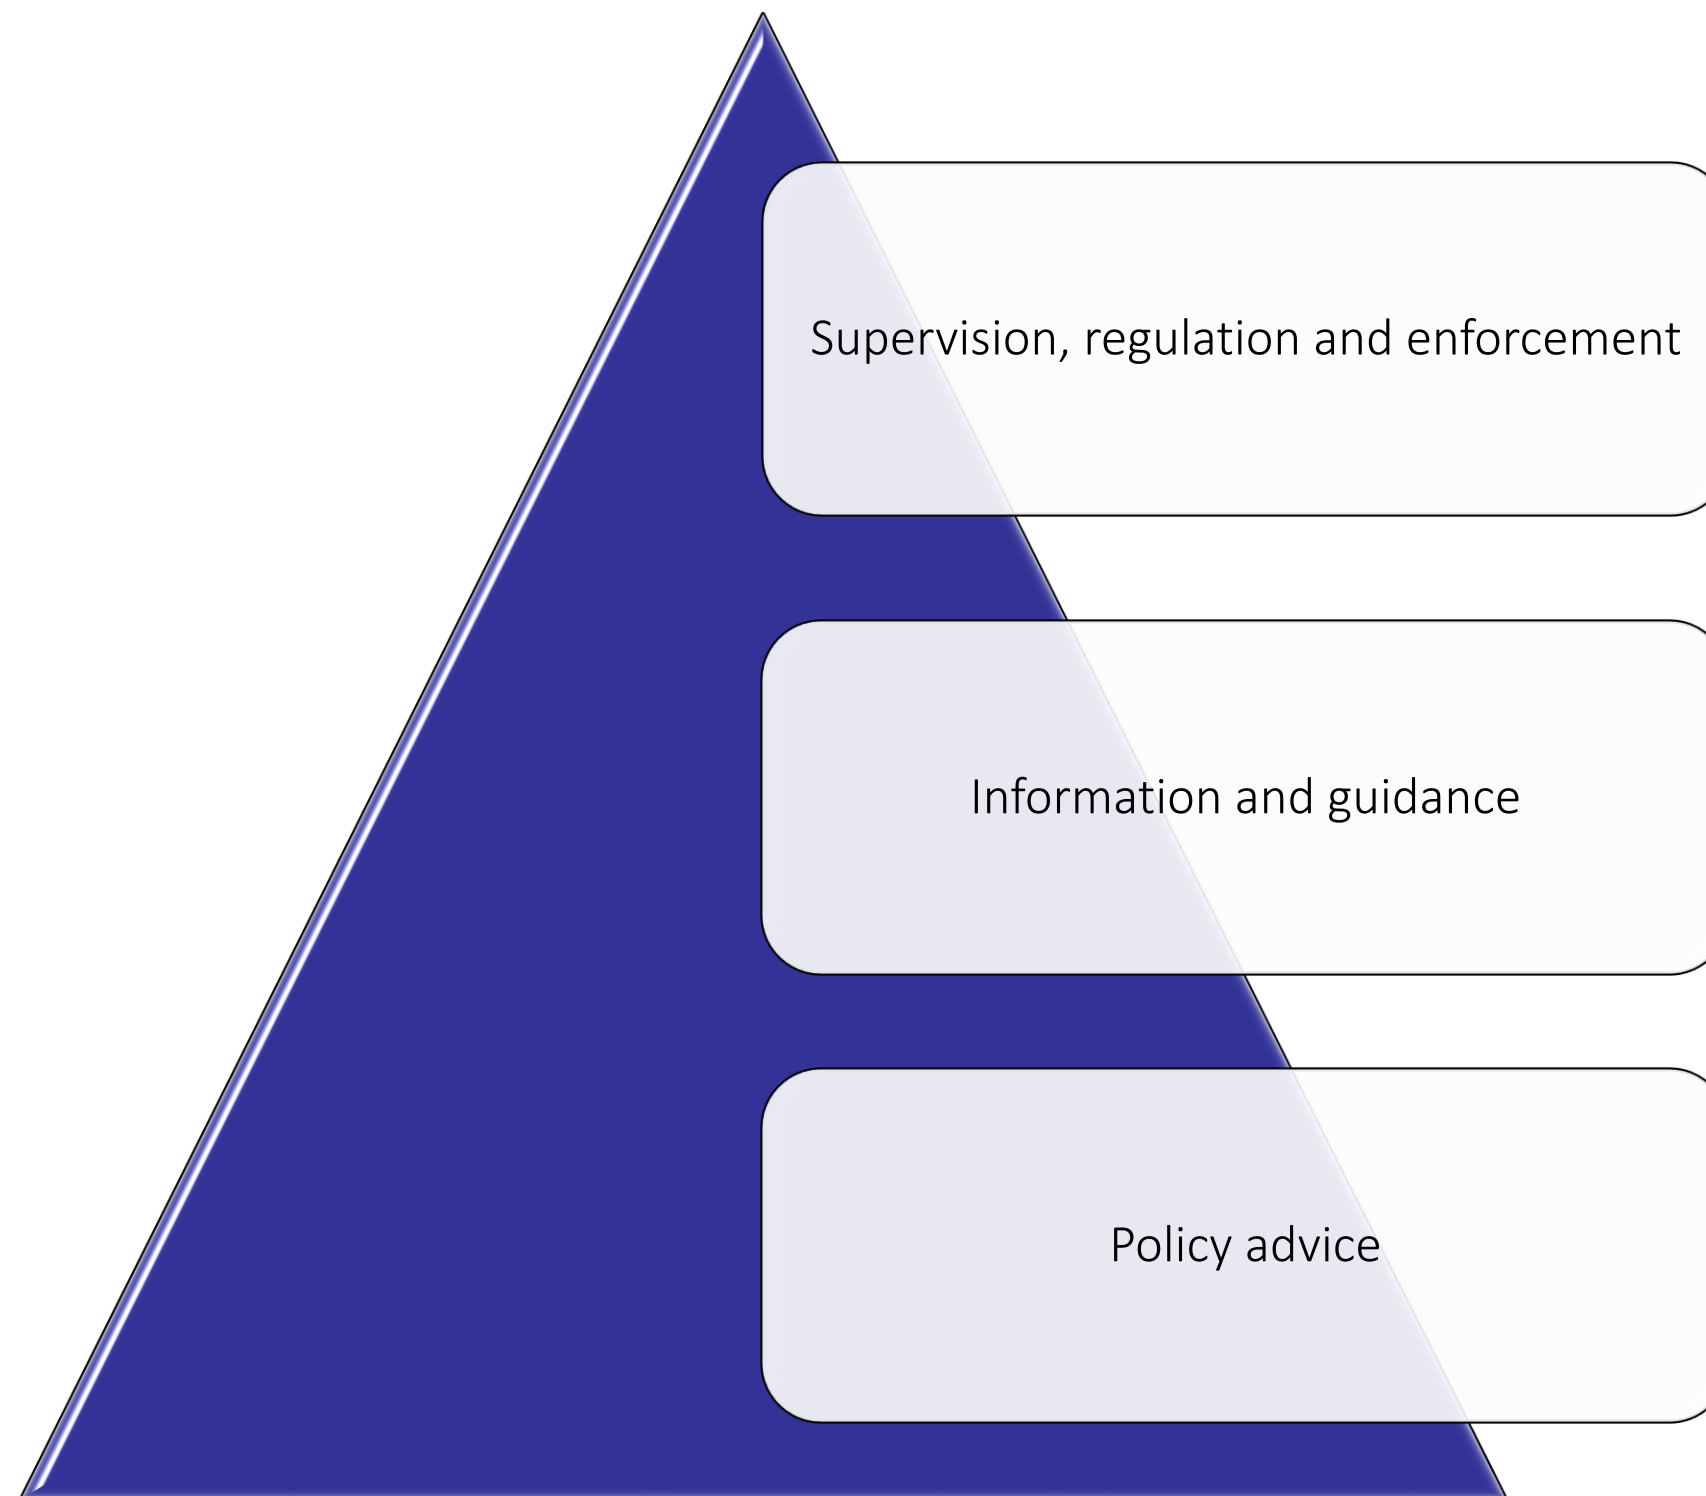 Supervision, regulation and enforcement
Information and guidance
Policy advice